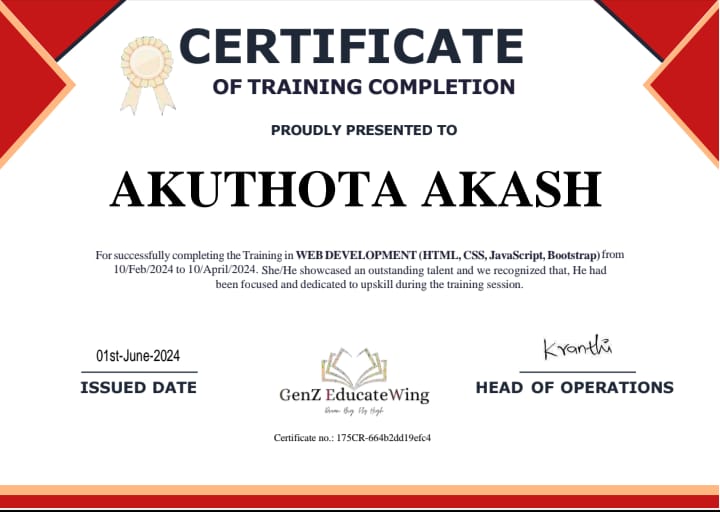 CERTIFICATE
OF TRAINING COMPLETION
PROUDLY PRESENTED TO
AKUTHOTA AKASH
For successfully completing the Training in WEB DEVELOPMENT (HTML, CSS, JavaScript, Bootstrap) from
10/Feb/2024 to 10/April/2024. She/He showcased an outstanding talent and we recognized that, He had
been focused and dedicated to upskill during the training session.
01st-June-2024
ISSUED DATE
Kranthi
HEAD OF OPERATIONS
GenZ EducateWing
Dream Big Fly High
Certificate no.: 175CR-664b2dd19efc4